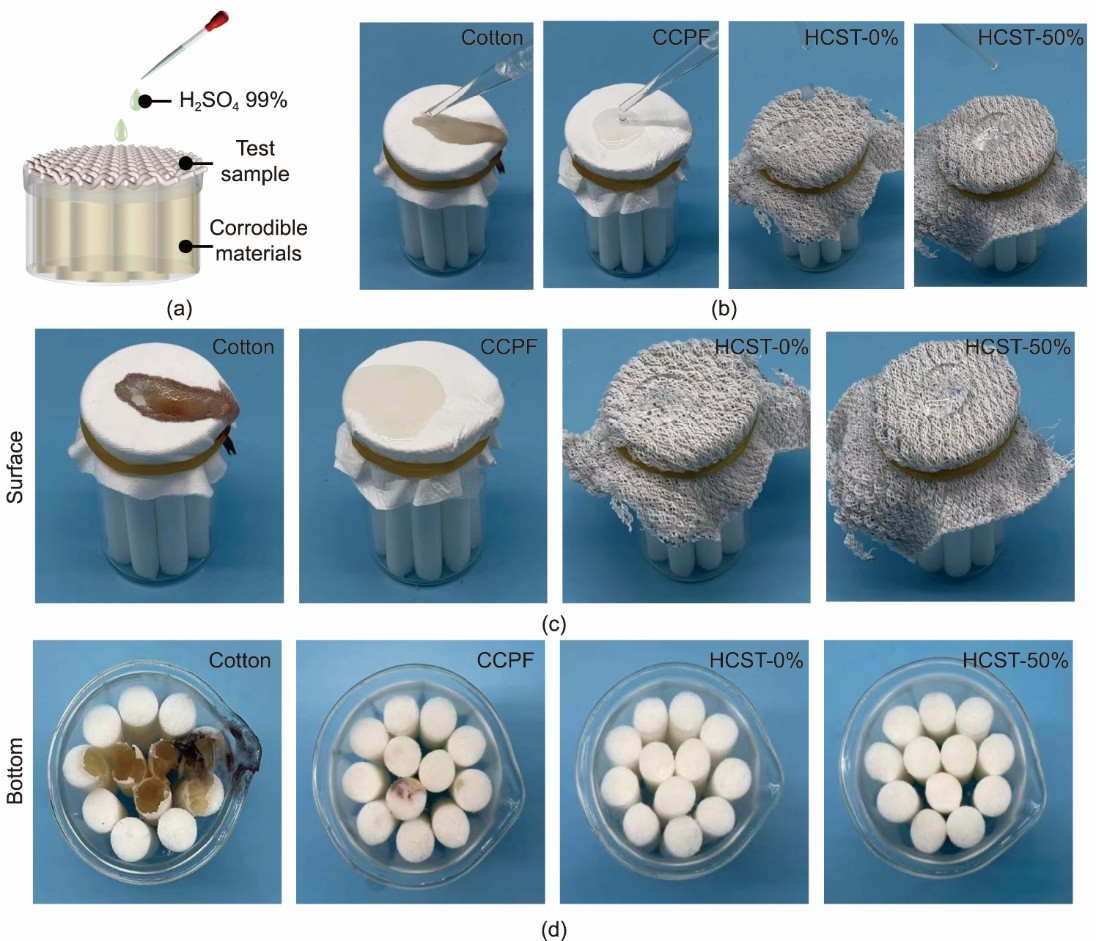 H₂SO₄ 99%
Test
sample
Corrodible
materials
(a)
Cotton
CCPF
HCST-0%
HCST-50%
(b)
Surface
Cotton
CCPF
HCST-0%
HCST-50%
(c)
Bottom
Cotton
CCPF
HCST-0%
HCST-50%
(d)